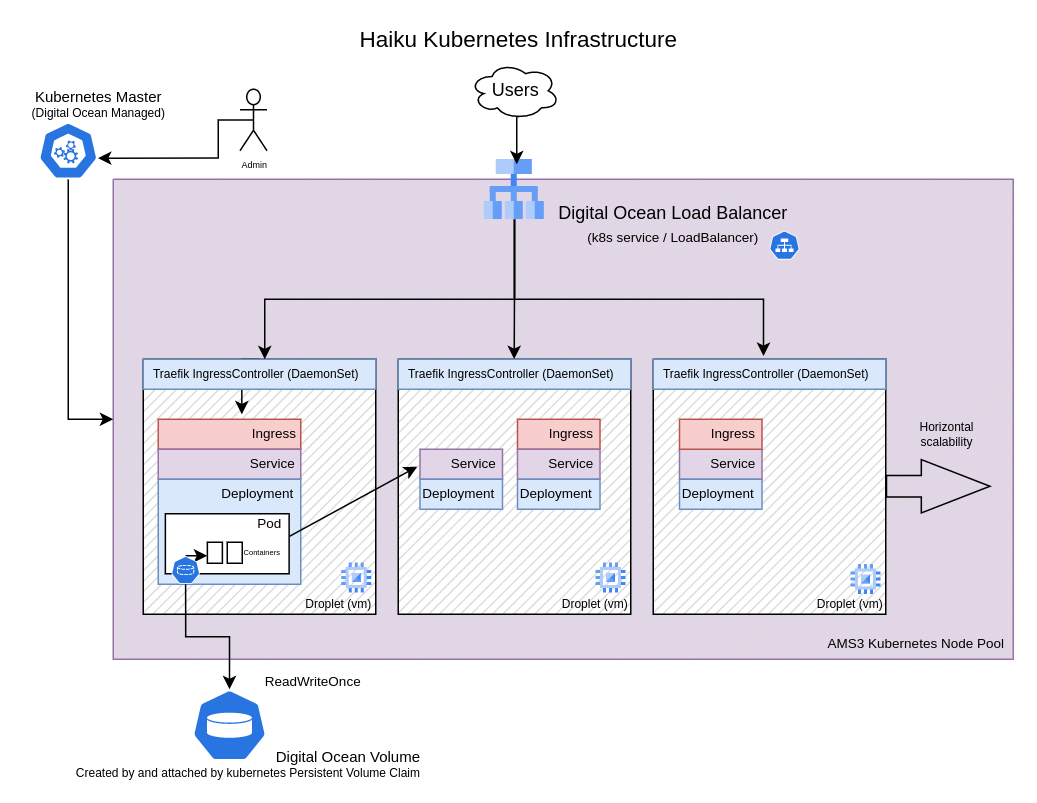 Haiku Kubernetes Infrastructure
Users
Kubernetes Master
(Digital Ocean Managed)
Admin
Digital Ocean Load Balancer
(k8s service / LoadBalancer)
Traefik IngressController (DaemonSet)
Ingress
Service
Deployment
Pod
Containers
Droplet (vm)
Traefik IngressController (DaemonSet)
Service
Deployment
Ingress
Service
Deployment
Droplet (vm)
Traefik IngressController (DaemonSet)
Ingress
Service
Deployment
Droplet (vm)
Horizontal
scalability
AMS3 Kubernetes Node Pool
ReadWriteOnce
Digital Ocean Volume
Created by and attached by kubernetes Persistent Volume Claim